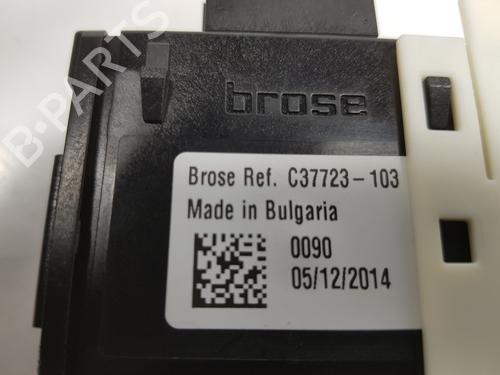 brose
B-PARTS
Brose Ref. C37723-103
Made in Bulgaria
0090
05/12/2014